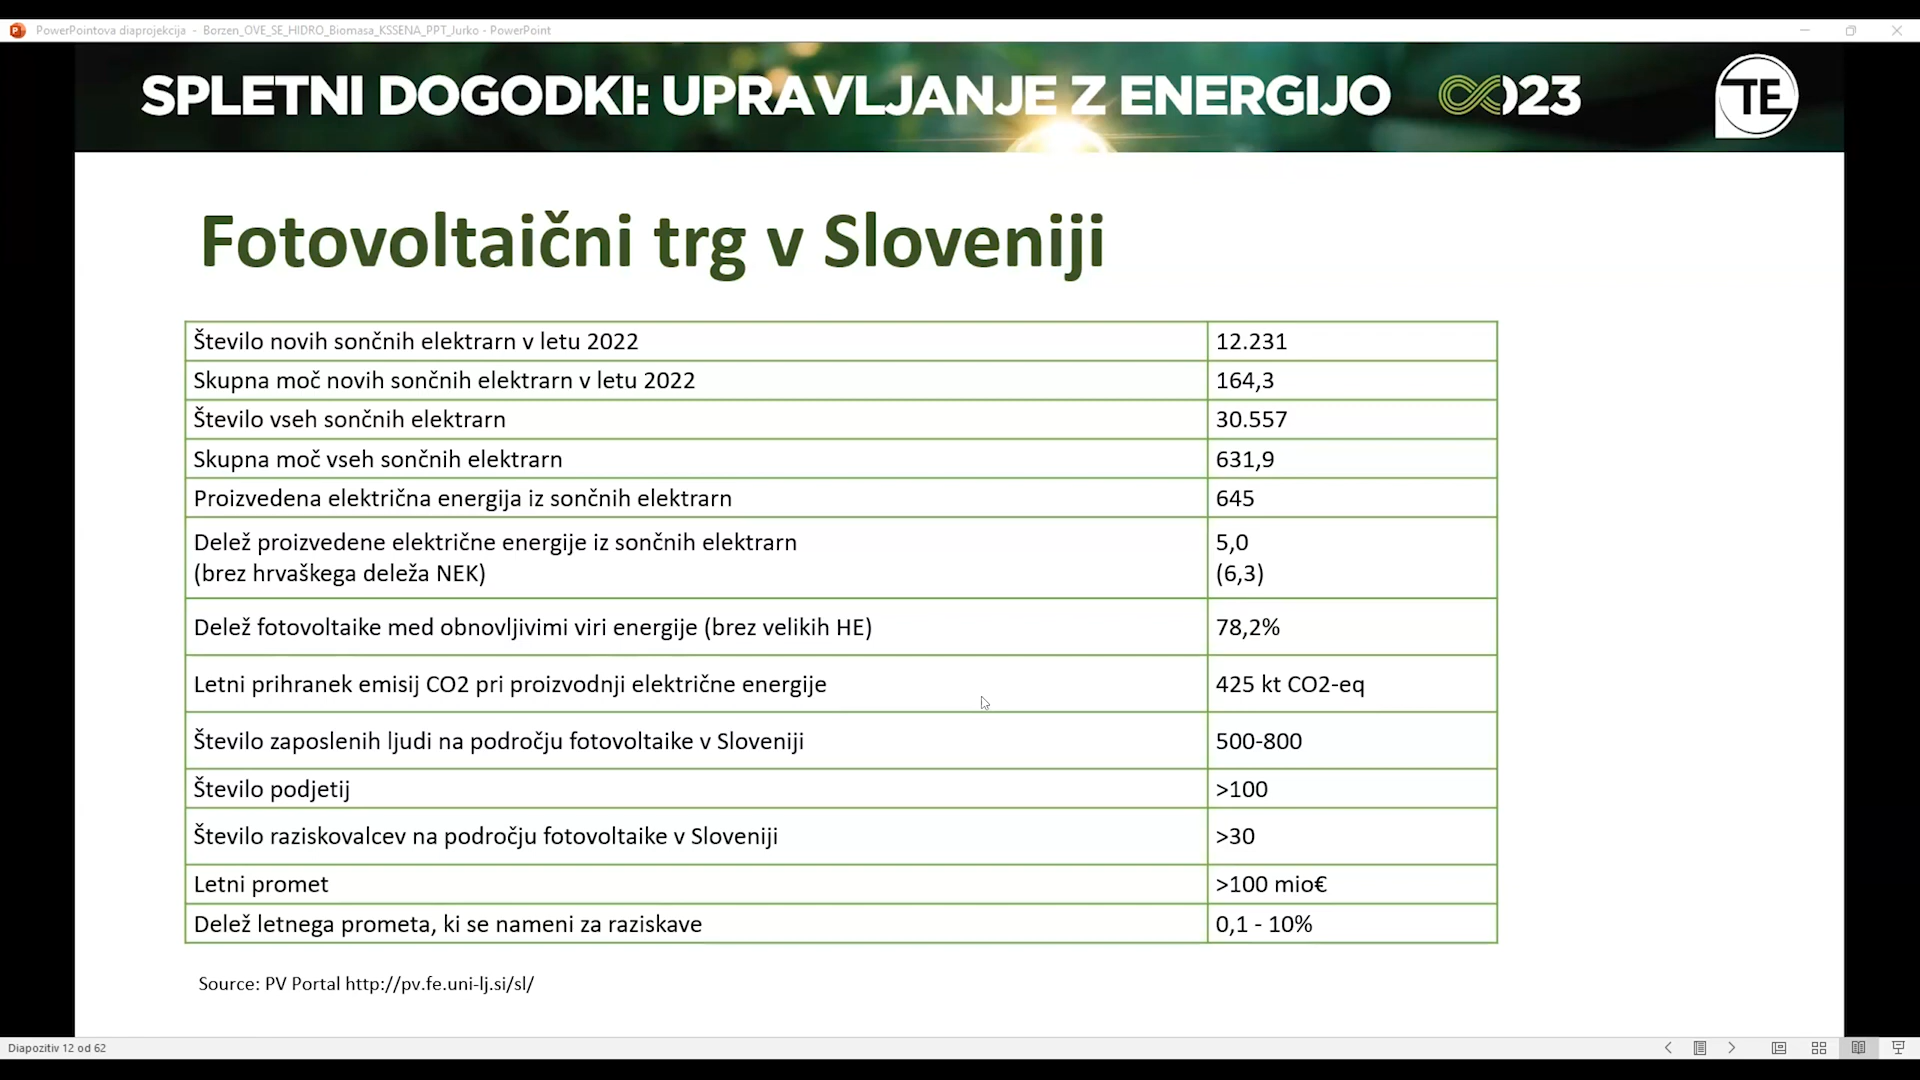 PowerPointova diaprojekcija - Borzen_OVE_SE_HIDRO_Biomasa_KSSENA_PPT_Jurko - PowerPoint
SPLETNI DOGODKI: UPRAVLJANJE Z ENERGIJO
23
TE
Fotovoltaični trg v Sloveniji
Število novih sončnih elektrarn v letu 2022 12.231
Skupna moč novih sončnih elektrarn v letu 2022 164,3
Število vseh sončnih elektrarn 30.557
Skupna moč vseh sončnih elektrarn 631,9
Proizvedena električna energija iz sončnih elektrarn 645
Delež proizvedene električne energije iz sončnih elektrarn 5,0
(brez hrvaškega deleža NEK) (6,3)
Delež fotovoltaike med obnovljivimi viri energije (brez velikih HE) 78,2%
Letni prihranek emisij CO2 pri proizvodnji električne energije 425 kt CO2-eq
Število zaposlenih ljudi na področju fotovoltaike v Sloveniji 500-800
Število podjetij >100
Število raziskovalcev na področju fotovoltaike v Sloveniji >30
Letni promet >100 mio€
Delež letnega prometa, ki se nameni za raziskave 0,1 - 10%
Source: PV Portal http://pv.fe.uni-lj.si/sl/
Diapozitiv 12 od 62